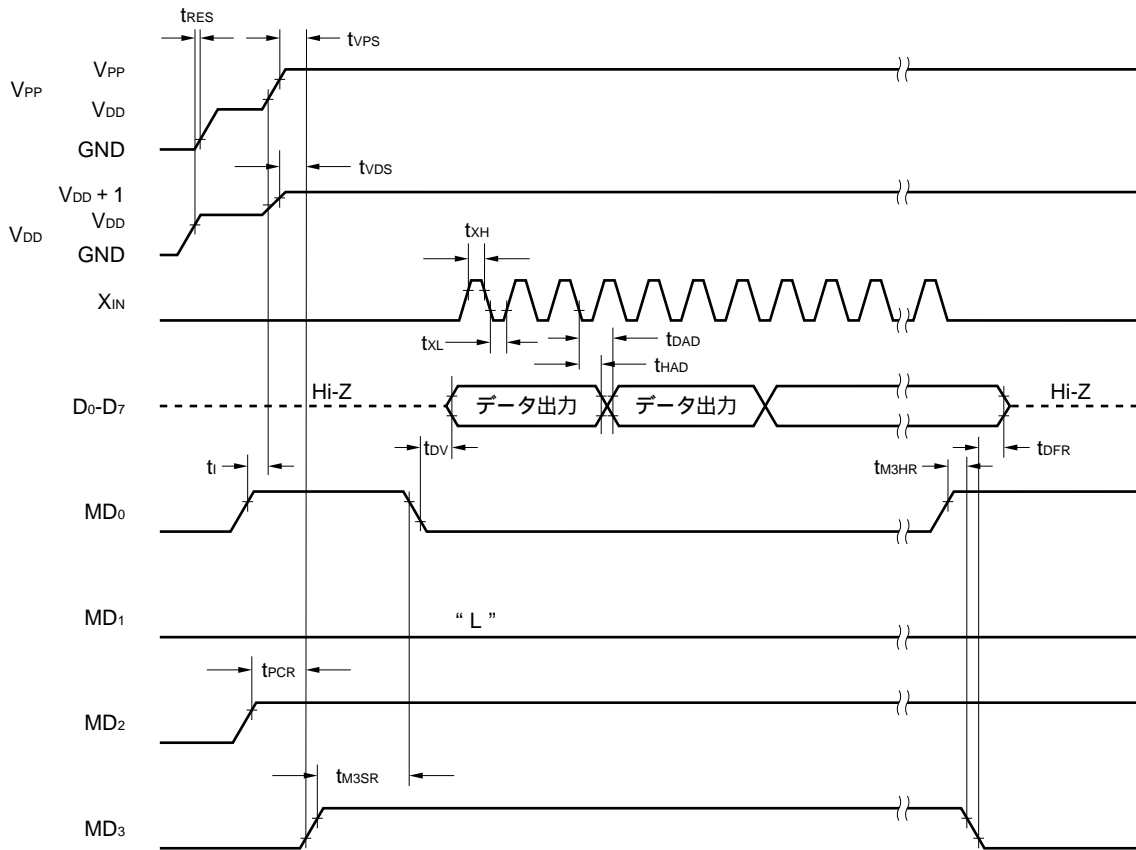 tRES
tVPS
VPP
VPP
VDD
GND
tVDS
VDD + 1
VDD
VDD
GND
tXH
XIN
tXL
tDAD
tHAD
Hi-Z
D0-D7
データ出力
データ出力
Hi-Z
tDV
tDFR
tI
tM3HR
MD0
MD1
“ L ”
tPCR
MD2
tM3SR
MD3